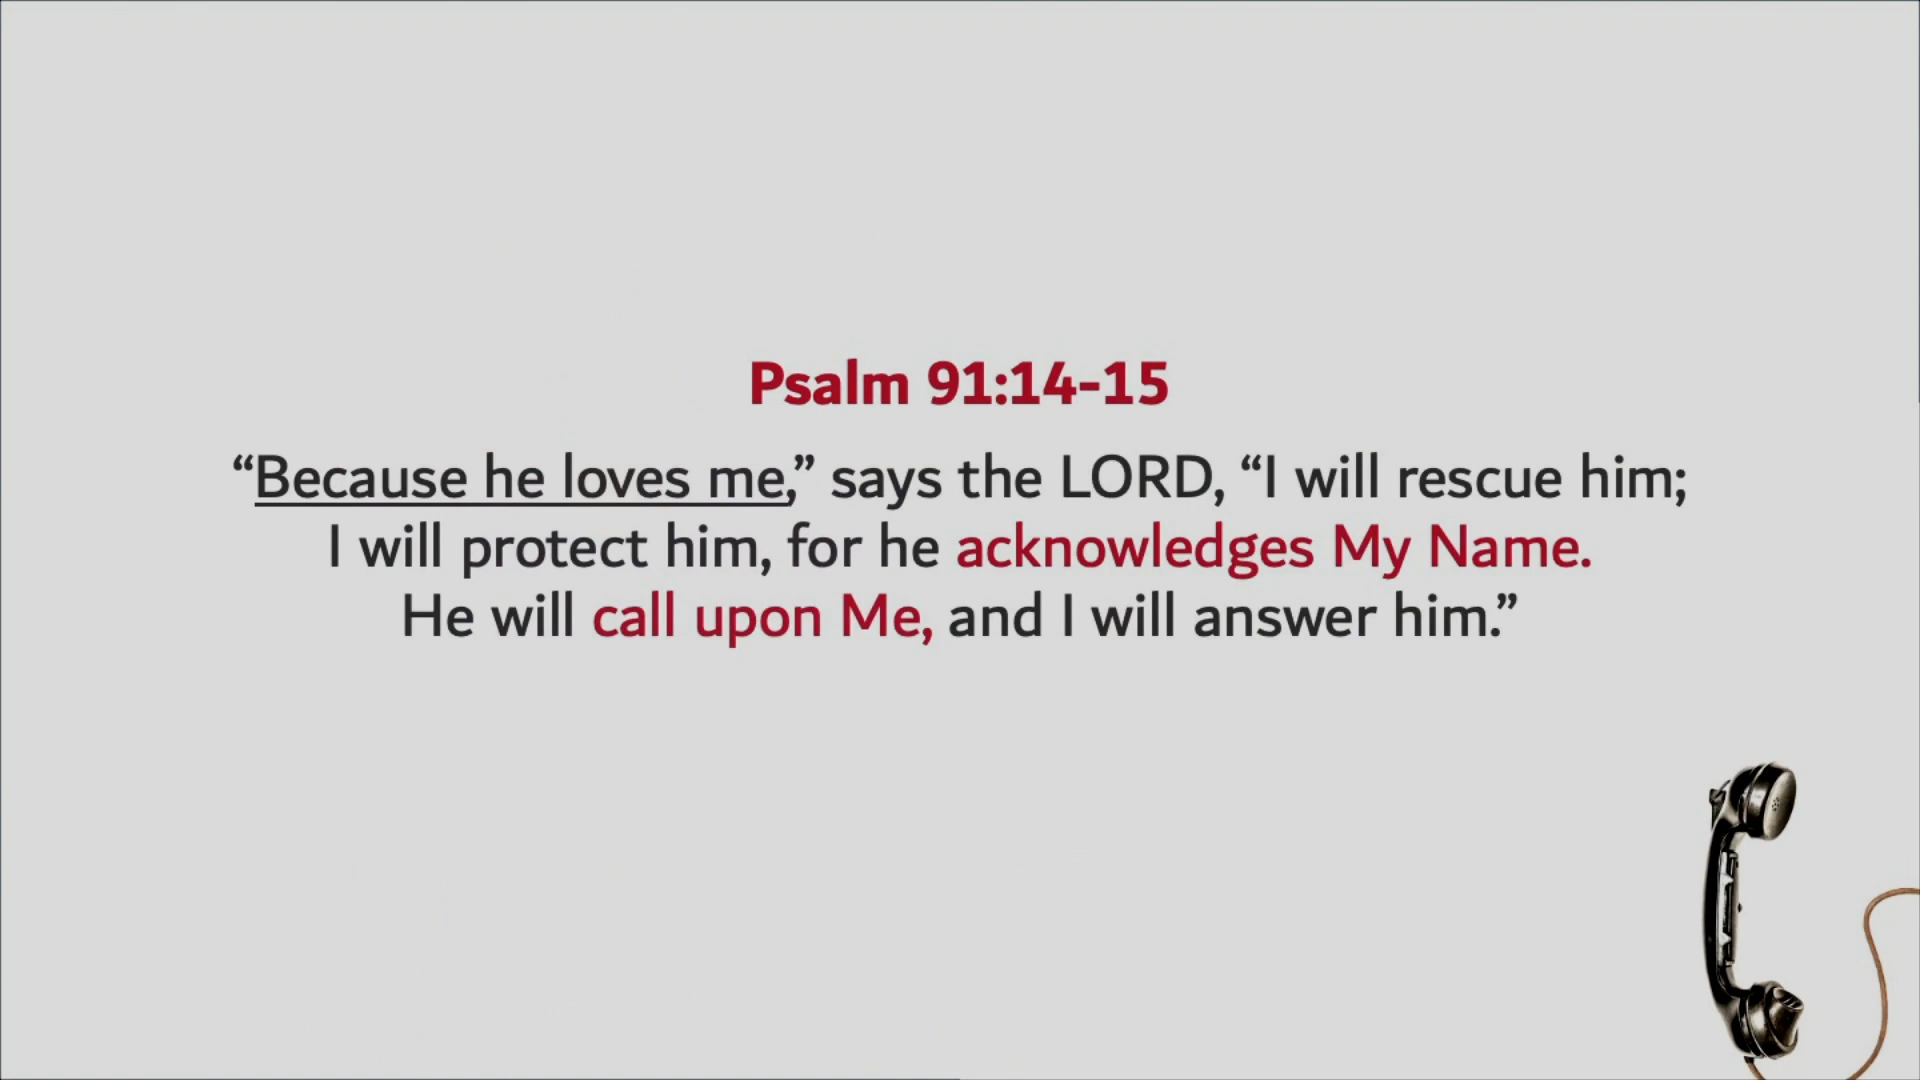 Psalm 91:14-15
“Because he loves me,” says the LORD, “I will rescue him;
I will protect him, for he acknowledges My Name.
He will call upon Me, and I will answer him.”